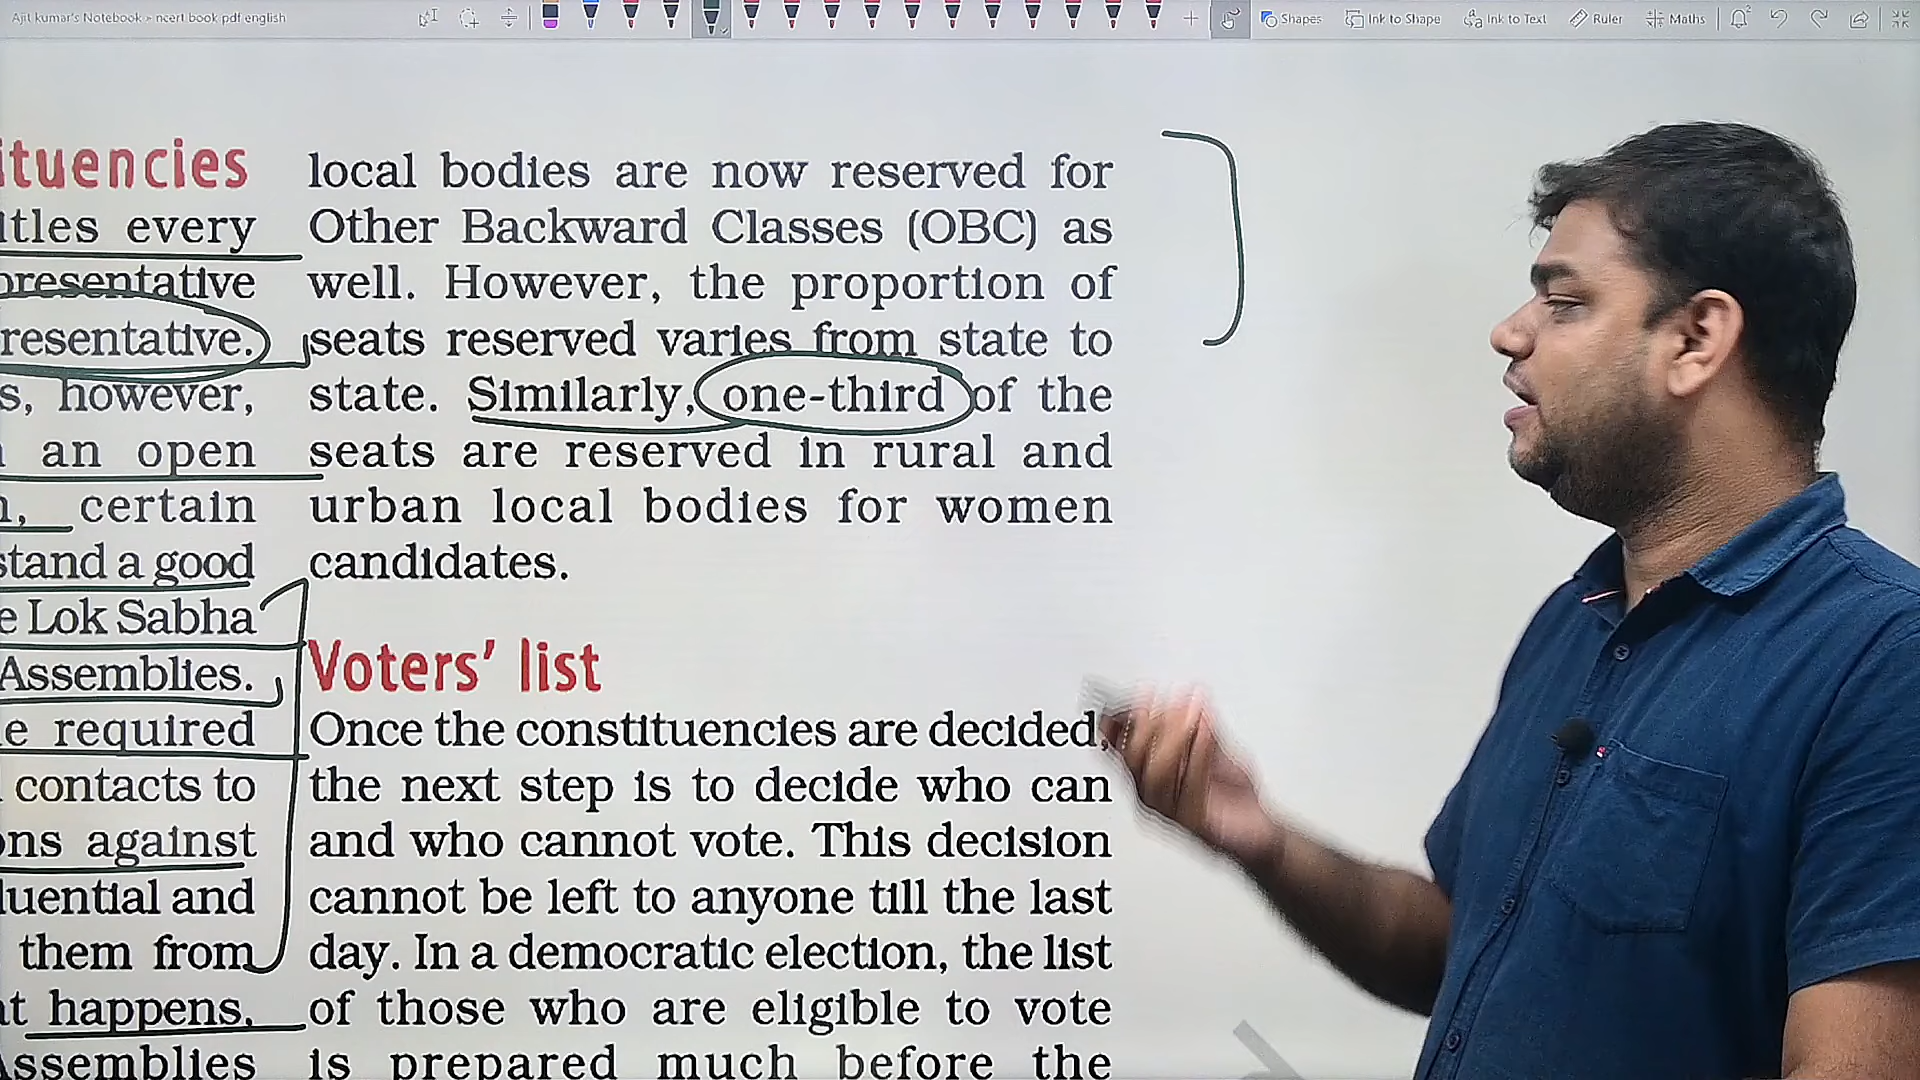 Ajit kumar's Notebook » ncert book pdf english
Shapes
Ink to Shape
Ink to Text
Ruler
Maths
ituencies
itles every
presentative
resentative.
s, however,
an open
certain
stand a good
e Lok Sabha
Assemblies.
e required
contacts to
ons against
luential and
them from
at happens.
Assemblies
local bodies are now reserved for
Other Backward Classes (OBC) as
well. However, the proportion of
seats reserved varies from state to
state. Similarly, one-third of the
seats are reserved in rural and
urban local bodies for women
candidates.
Voters' list
Once the constituencies are decided,
the next step is to decide who can
and who cannot vote. This decision
cannot be left to anyone till the last
day. In a democratic election, the list
of those who are eligible to vote
is prepared much before the